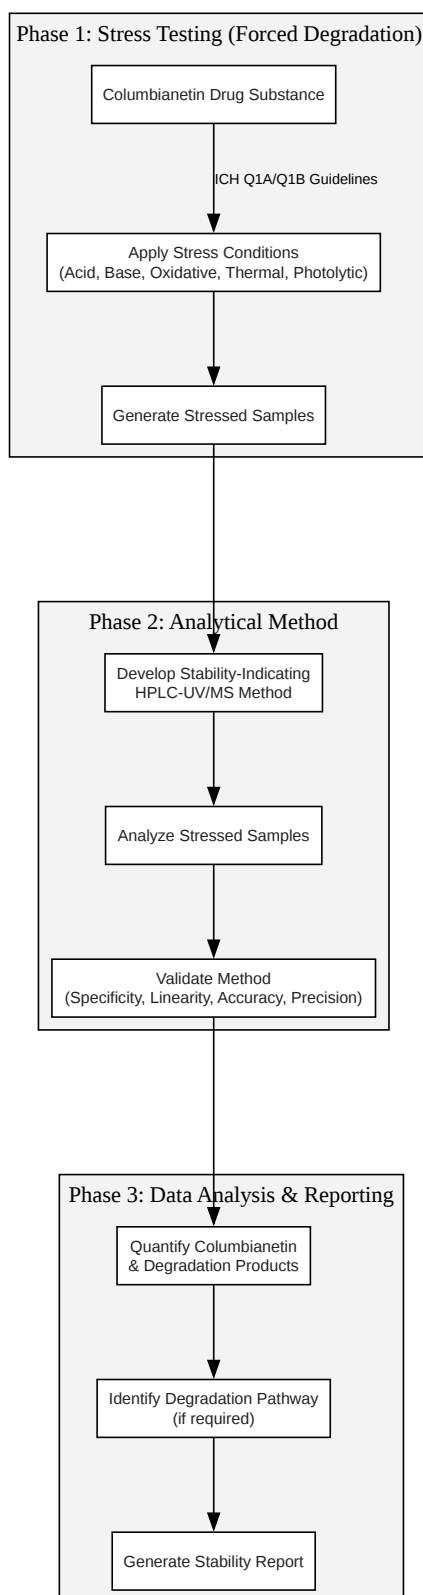 Phase 1: Stress Testing (Forced Degradation)
Columbianetin Drug Substance
ICH Q1A/Q1B Guidelines
Apply Stress Conditions
(Acid, Base, Oxidative, Thermal, Photolytic)
Generate Stressed Samples
Phase 2: Analytical Method
Develop Stability-Indicating
HPLC-UV/MS Method
Analyze Stressed Samples
Validate Method
(Specificity, Linearity, Accuracy, Precision)
Phase 3: Data Analysis & Reporting
Quantify Columbianetin
& Degradation Products
Identify Degradation Pathway
(if required)
Generate Stability Report